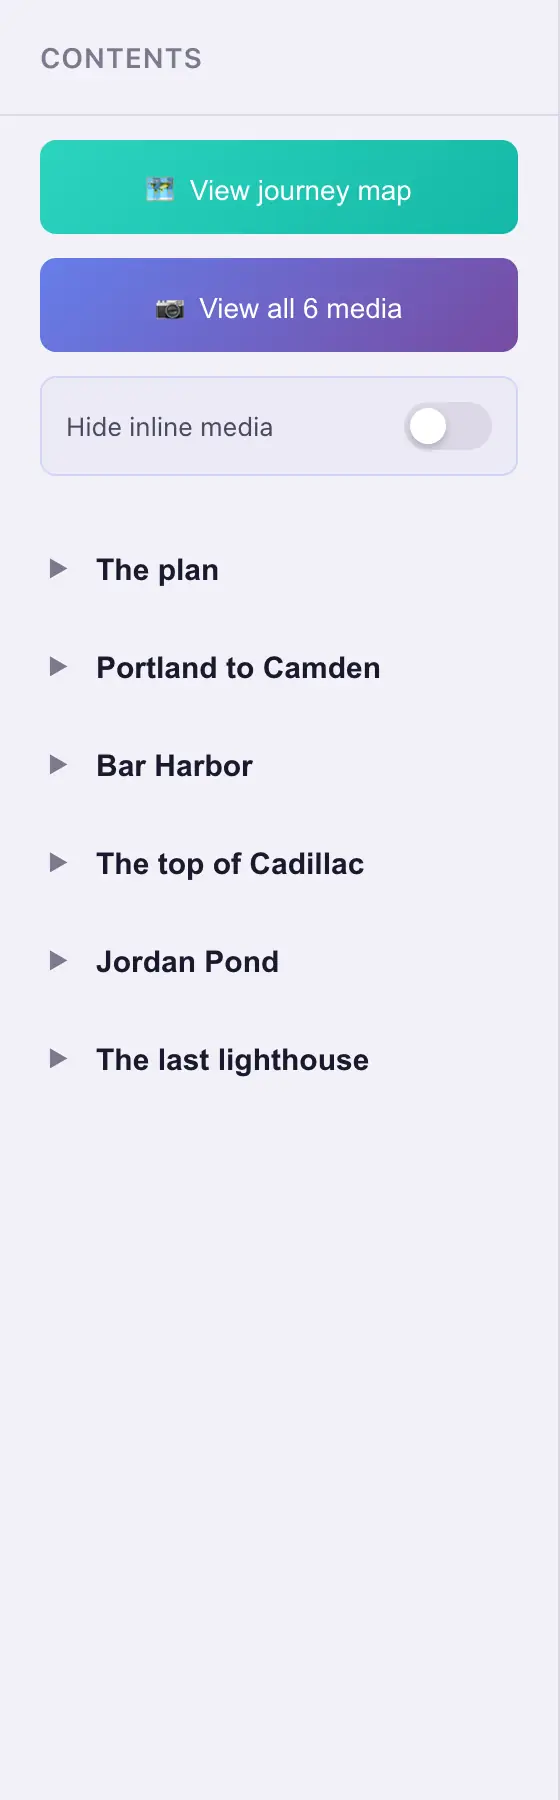 CONTENTS
View journey map
View all 6 media
Hide inline media
The plan
Portland to Camden
Bar Harbor
The top of Cadillac
Jordan Pond
The last lighthouse